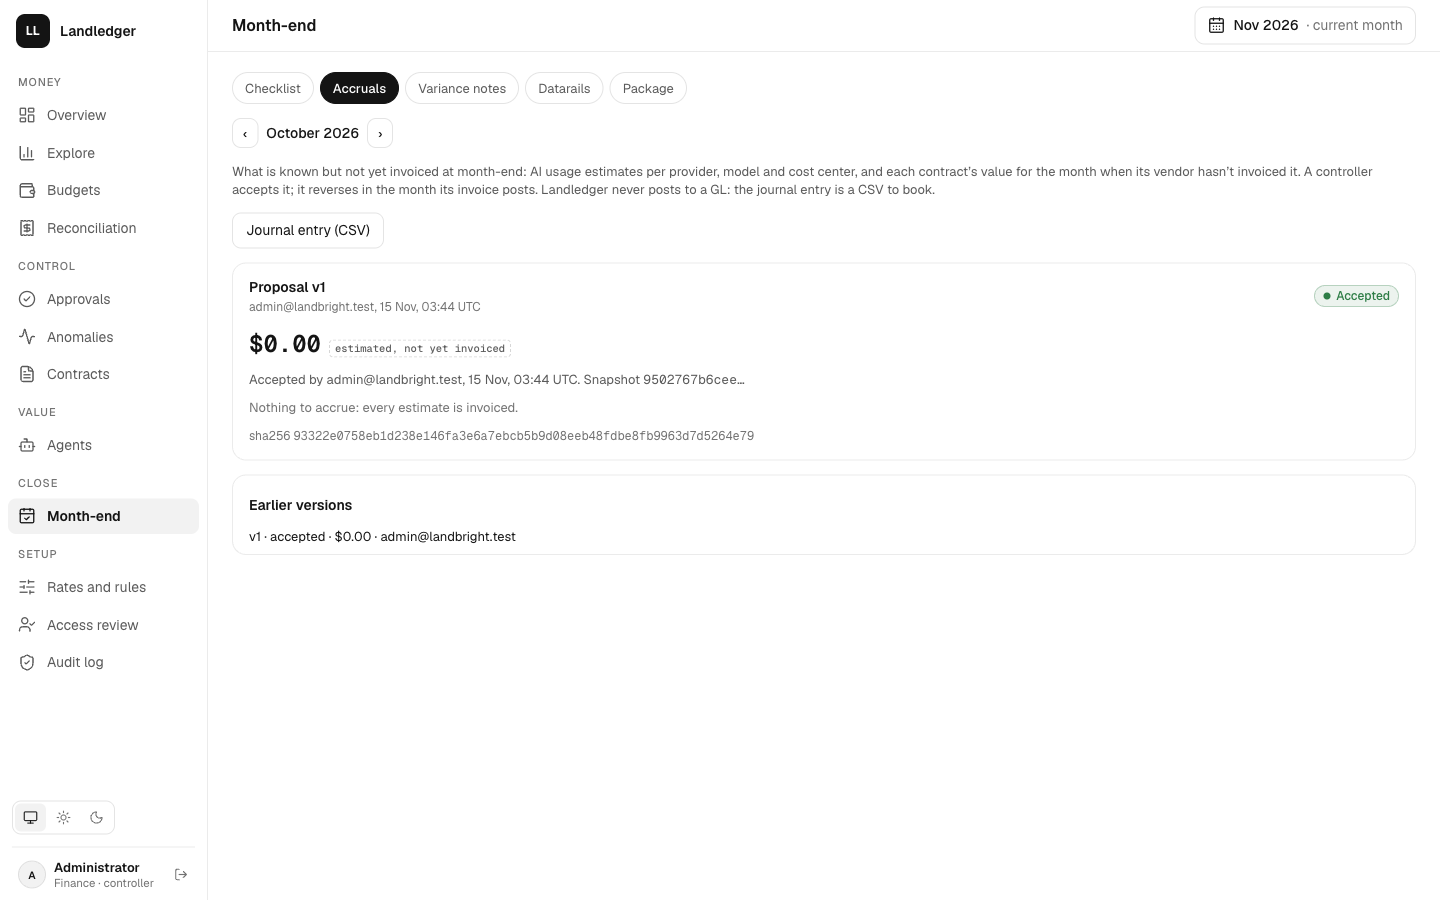 LL
Landledger
MONEY
Overview
Explore
Budgets
Reconciliation
CONTROL
Approvals
Anomalies
Contracts
VALUE
Agents
CLOSE
Month-end
SETUP
Rates and rules
Access review
Audit log
A
Administrator
Finance · controller
Month-end
Nov 2026 · current month
Checklist
Accruals
Variance notes
Datarails
Package
‹ October 2026 ›
What is known but not yet invoiced at month-end: AI usage estimates per provider, model and cost center, and each contract’s value for the month when its vendor hasn’t invoiced it. A controller
accepts it; it reverses in the month its invoice posts. Landledger never posts to a GL: the journal entry is a CSV to book.
Journal entry (CSV)
Proposal v1
admin@landbright.test, 15 Nov, 03:44 UTC
Accepted
$0.00 estimated, not yet invoiced
Accepted by admin@landbright.test, 15 Nov, 03:44 UTC. Snapshot 9502767b6cee…
Nothing to accrue: every estimate is invoiced.
sha256 93322e0758eb1d238e146fa3e6a7ebcb5b9d08eeb48fdbe8fb9963d7d5264e79
Earlier versions
v1 · accepted · $0.00 · admin@landbright.test